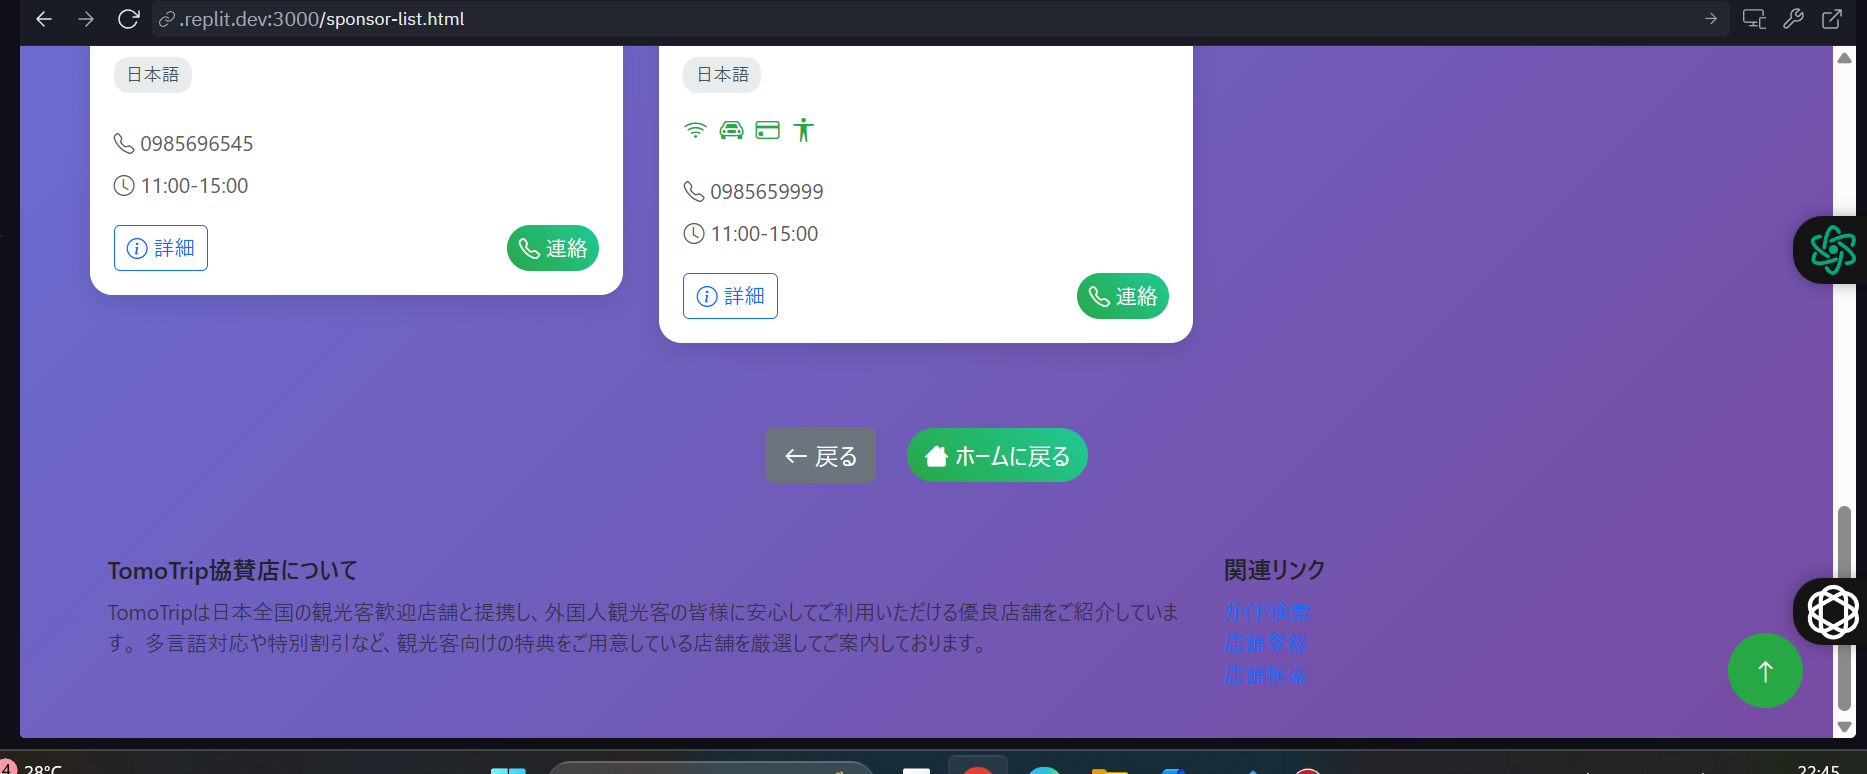 .replit.dev:3000/sponsor-list.html
日本語
0985696545
11:00-15:00
詳細
連絡
日本語
0985659999
11:00-15:00
詳細
連絡
← 戻る
ホームに戻る
TomoTrip協賛店について
TomoTripは日本全国の観光客歓迎店舗と提携し、外国人観光客の皆様に安心してご利用いただける優良店舗をご紹介していま
す。多言語対応や特別割引など、観光客向けの特典をご用意している店舗を厳選してご案内しております。
関連リンク
ガイド検索
店舗登録
店舗検索
4
28°C
22:45